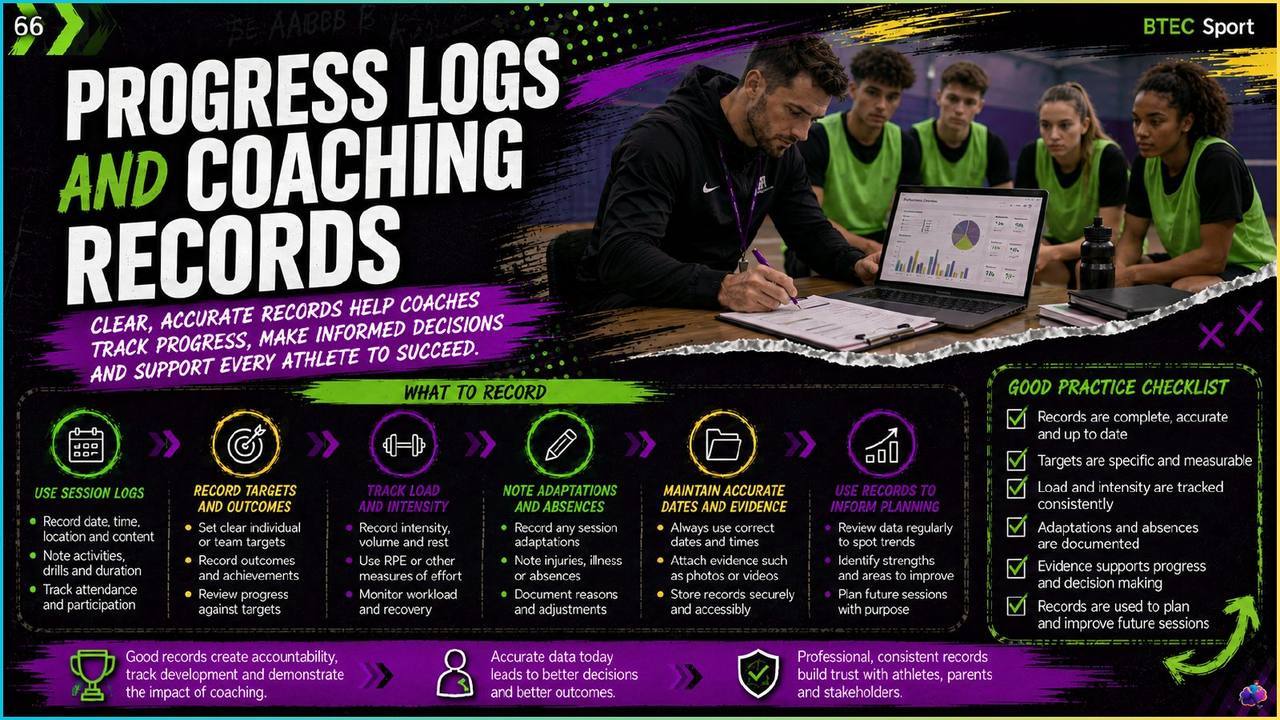 66
BTEC Sport
PROGRESS LOGS
AND COACHING
RECORDS
CLEAR, ACCURATE RECORDS HELP COACHES
TRACK PROGRESS, MAKE INFORMED DECISIONS
AND SUPPORT EVERY ATHLETE TO SUCCEED.
WHAT TO RECORD
USE SESSION LOGS
Record date, time,
location and content
Note activities,
drills and duration
Track attendance
and participation
RECORD TARGETS
AND OUTCOMES
Set clear individual
or team targets
Record outcomes
and achievements
Review progress
against targets
TRACK LOAD
AND INTENSITY
Record intensity,
volume and rest
Use RPE or other
measures of effort
Monitor workload
and recovery
NOTE ADAPTATIONS
AND ABSENCES
Record any session
adaptations
Note injuries, illness
or absences
Document reasons
and adjustments
MAINTAIN ACCURATE
DATES AND EVIDENCE
Always use correct
dates and times
Attach evidence such
as photos or videos
Store records securely
and accessibly
USE RECORDS TO
INFORM PLANNING
Review data regularly
to spot trends
Identify strengths
and areas to improve
Plan future sessions
with purpose
GOOD PRACTICE CHECKLIST
Records are complete, accurate
and up to date
Targets are specific and measurable
Load and intensity are tracked
consistently
Adaptations and absences
are documented
Evidence supports progress
and decision making
Records are used to plan
and improve future sessions
Good records create accountability,
track development and demonstrate
the impact of coaching.
Accurate data today
leads to better decisions
and better outcomes.
Professional, consistent records
build trust with athletes, parents
and stakeholders.